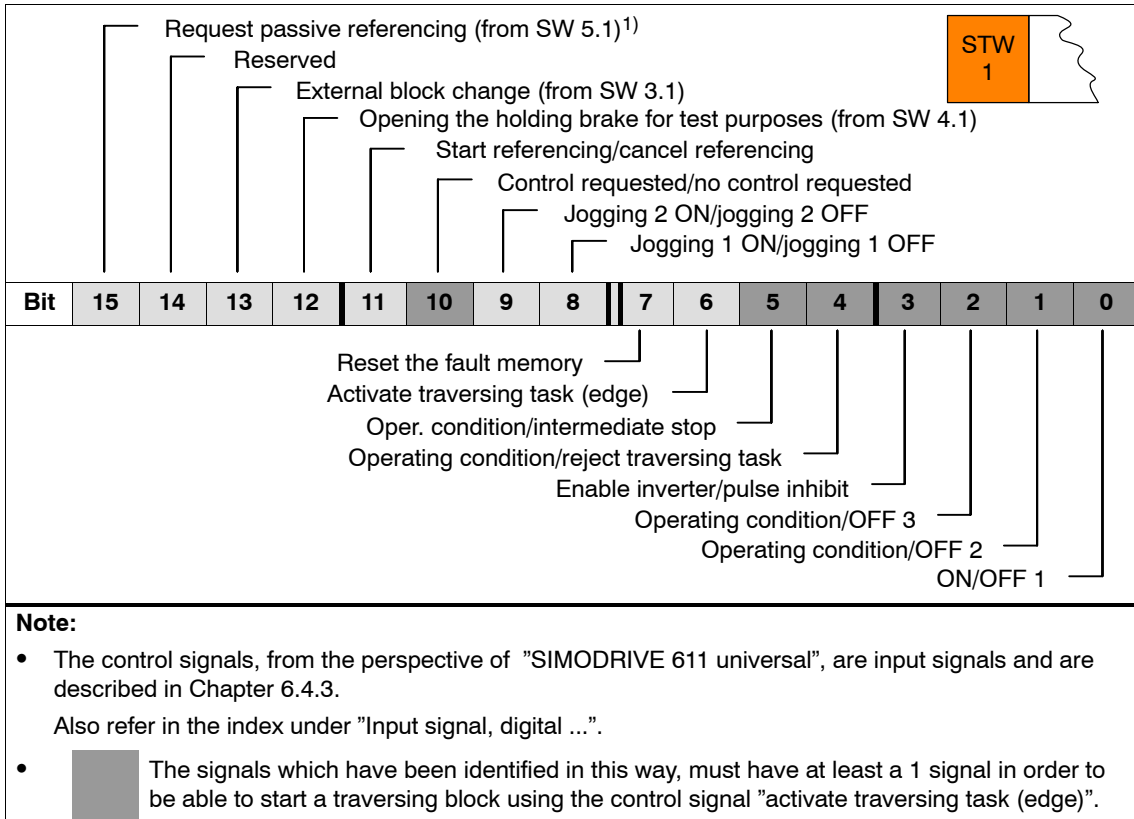 Request passive referencing (from SW 5.1)1)
STW
1
Reserved
External block change (from SW 3.1)
Opening the holding brake for test purposes (from SW 4.1)
Start referencing/cancel referencing
Control requested/no control requested
Jogging 2 ON/jogging 2 OFF
Jogging 1 ON/jogging 1 OFF
Bit 15 14 13 12 11 10 9 8 7 6 5 4 3 2 1 0
Reset the fault memory
Activate traversing task (edge)
Oper. condition/intermediate stop
Operating condition/reject traversing task
Enable inverter/pulse inhibit
Operating condition/OFF 3
Operating condition/OFF 2
ON/OFF 1
Note:
• The control signals, from the perspective of ”SIMODRIVE 611 universal”, are input signals and are
described in Chapter 6.4.3.
Also refer in the index under ”Input signal, digital ...”.
• The signals which have been identified in this way, must have at least a 1 signal in order to
be able to start a traversing block using the control signal ”activate traversing task (edge)”.